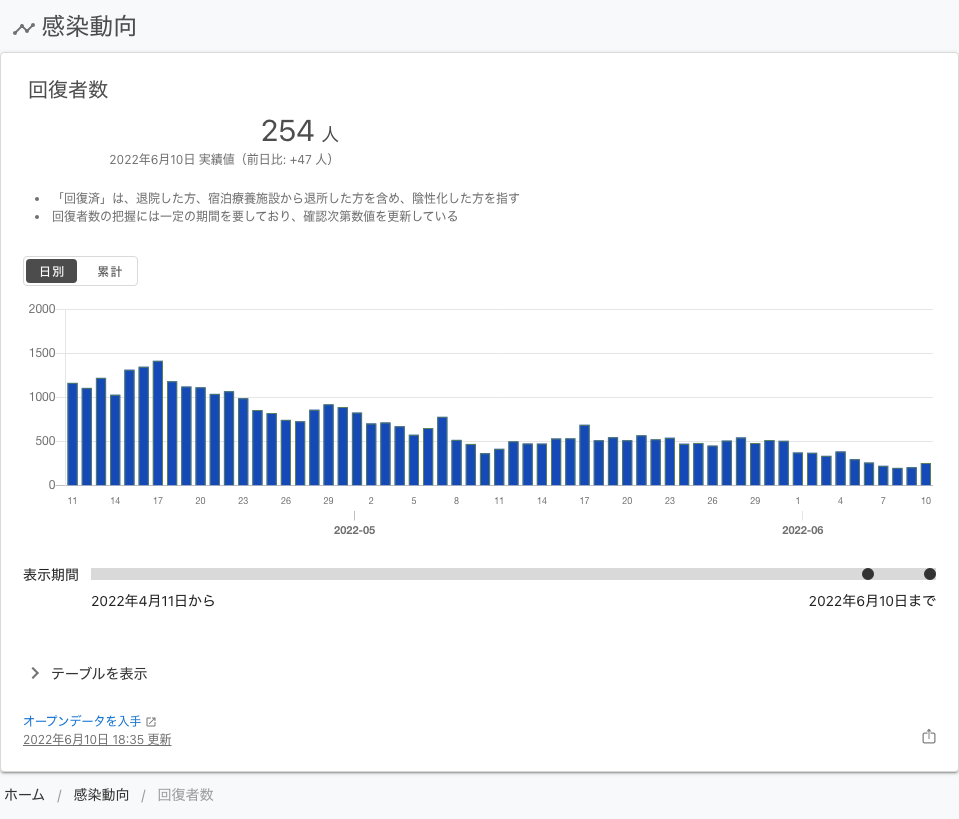 感染動向
回復者数
254 人
2022年6月10日 実績値（前日比: +47 人）
• 「回復済」は、退院した方、宿泊療養施設から退所した方を含め、陰性化した方を指す
• 回復者数の把握には一定の期間を要しており、確認次第数値を更新している
日別 累計
2000
1500
1000
500
0
11 14 17 20 23 26 29 2 5 8 11 14 17 20 23 26 29 1 4 7 10
2022-05 2022-06
表示期間
2022年4月11日から 2022年6月10日まで
テーブルを表示
オープンデータを入手
2022年6月10日 18:35 更新
ホーム / 感染動向 / 回復者数